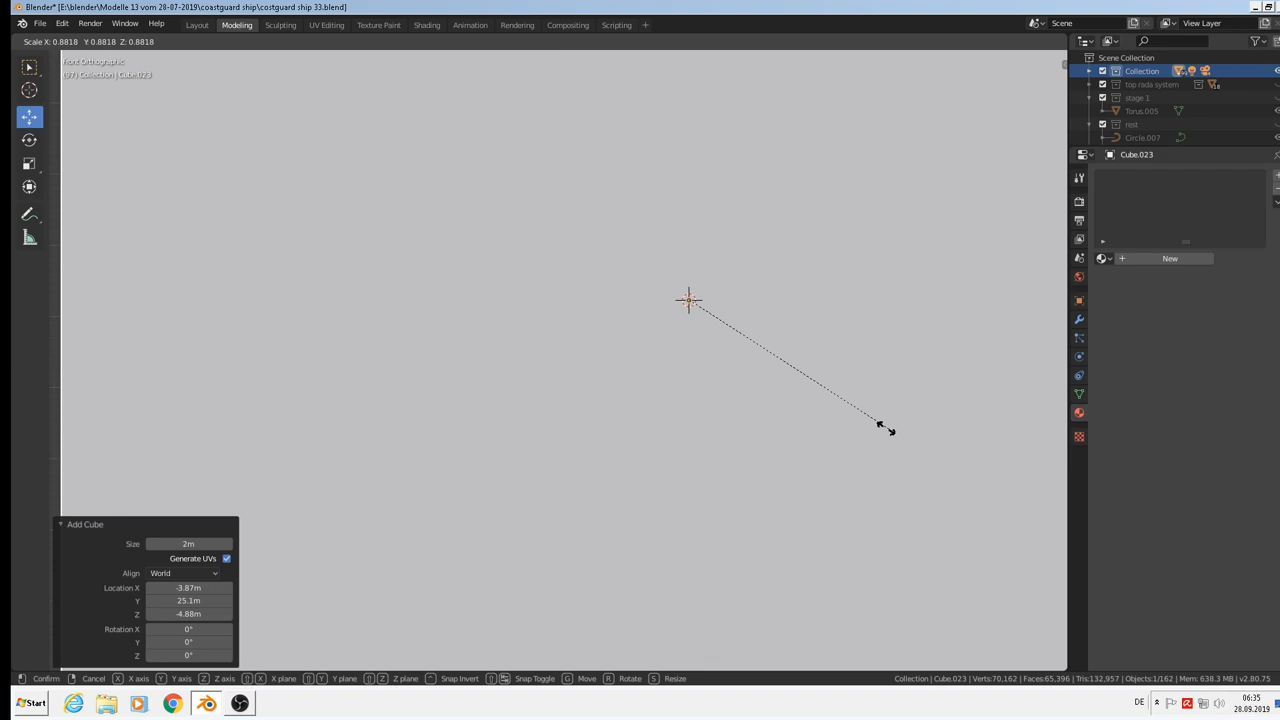 Blender* [E:\blender\Modelle 13 vom 28-07-2019\coastguard ship\costguard ship 33.blend]
File Edit Render Window Help Layout Modeling Sculpting UV Editing Texture Paint Shading Animation Rendering Compositing Scripting + Scene View Layer
Scale X: 0.8818 Y: 0.8818 Z: 0.8818
Front Orthographic
(97) Collection | Cube.023
Scene Collection
Collection
top rada system 18
stage 1
Torus.005
rest
Circle.007
Cube.023
New
Add Cube
Size 2m
Generate UVs
Align World
Location X -3.87m
Y 25.1m
Z -4.88m
Rotation X 0°
Y 0°
Z 0°
Confirm Cancel X X axis Y Y axis Z Z axis X X plane Y Y plane Z Z plane Snap Invert Snap Toggle G Move R Rotate S Resize Collection | Cube.023 | Verts:70,162 | Faces:65,396 | Tris:132,957 | Objects:1/162 | Mem: 638.3 MB | v2.80.75
Start DE 06:35
28.09.2019